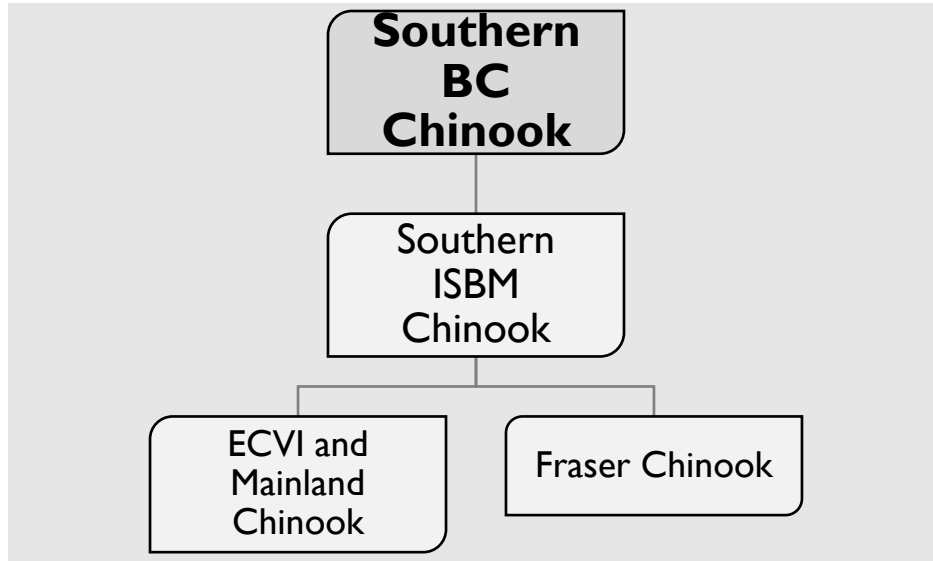 Southern
BC
Chinook
Southern
ISBM
Chinook
ECVI and
Mainland
Chinook
Fraser Chinook